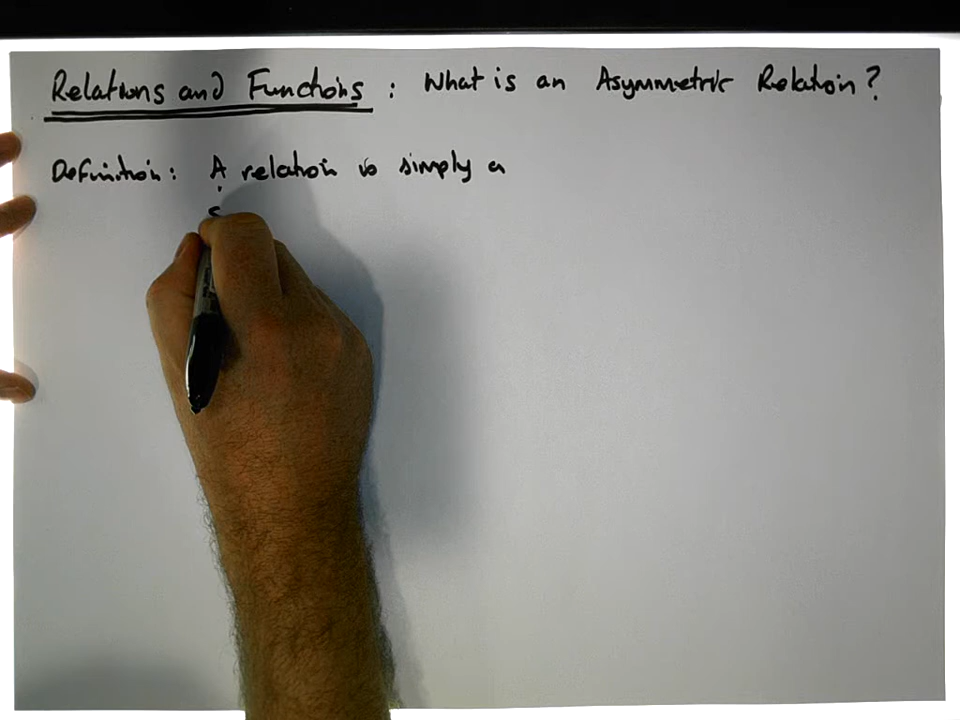 Relations and Functions : What is an Asymmetric Relation?
Definition: A relation is simply a
s